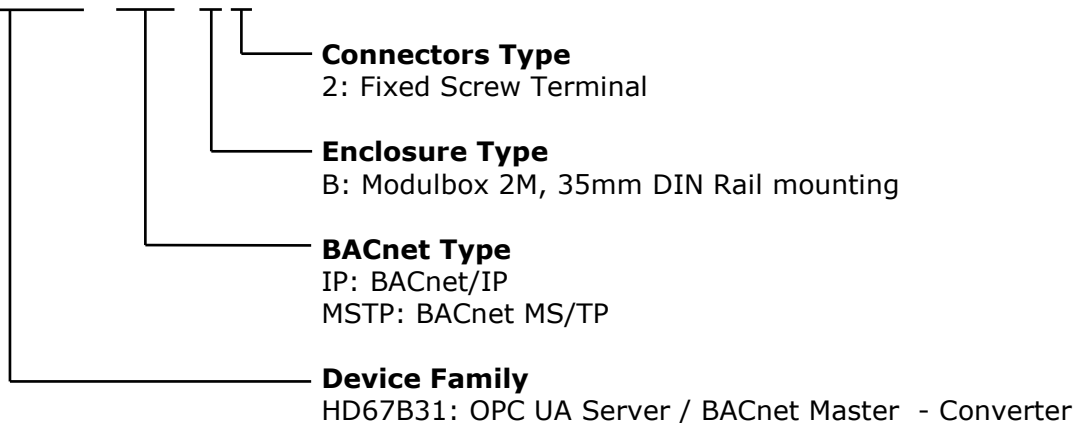 Connectors Type
2: Fixed Screw Terminal
Enclosure Type
B: Modulbox 2M, 35mm DIN Rail mounting
BACnet Type
IP: BACnet/IP
MSTP: BACnet MS/TP
Device Family
HD67B31: OPC UA Server / BACnet Master - Converter